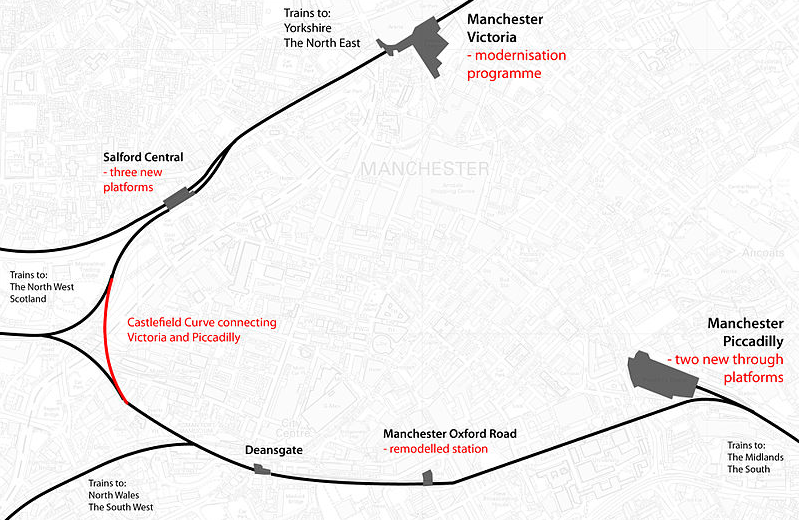 Trains to:
Yorkshire
The North East
Manchester
Victoria
- modernisation
programme
Salford Central
- three new
platforms
MANCHESTER
Ancoats
Trains to:
The North West
Scotland
Castlefield Curve connecting
Victoria and Piccadilly
Manchester
Piccadilly
- two new through
platforms
Manchester Oxford Road
- remodelled station
Deansgate
Centre
Trains to:
The Midlands
The South
Trains to:
North Wales
The South West